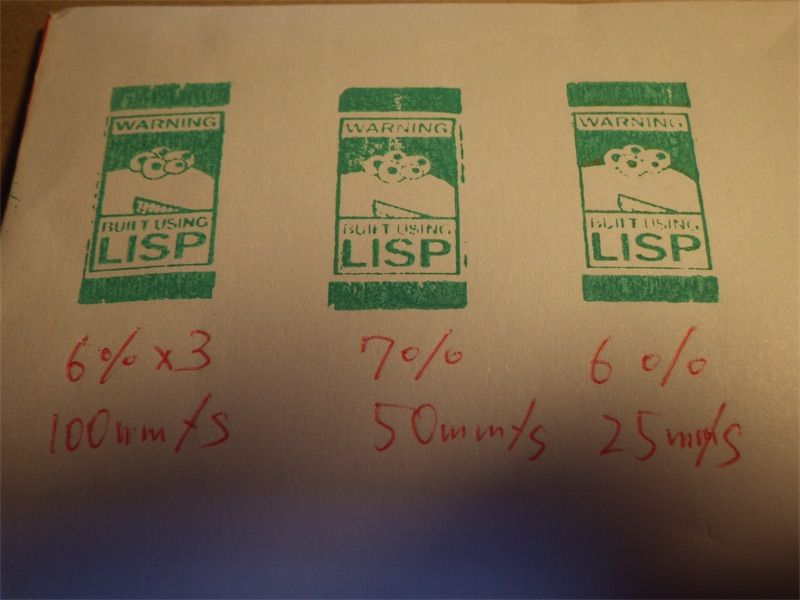 WARNING
BUILT USING
LISP
WARNING
BUILT USING
LISP
WARNING
BUILT USING
LISP
6% x3
7%
6%
100mm/s
50mm/s
25mm/s